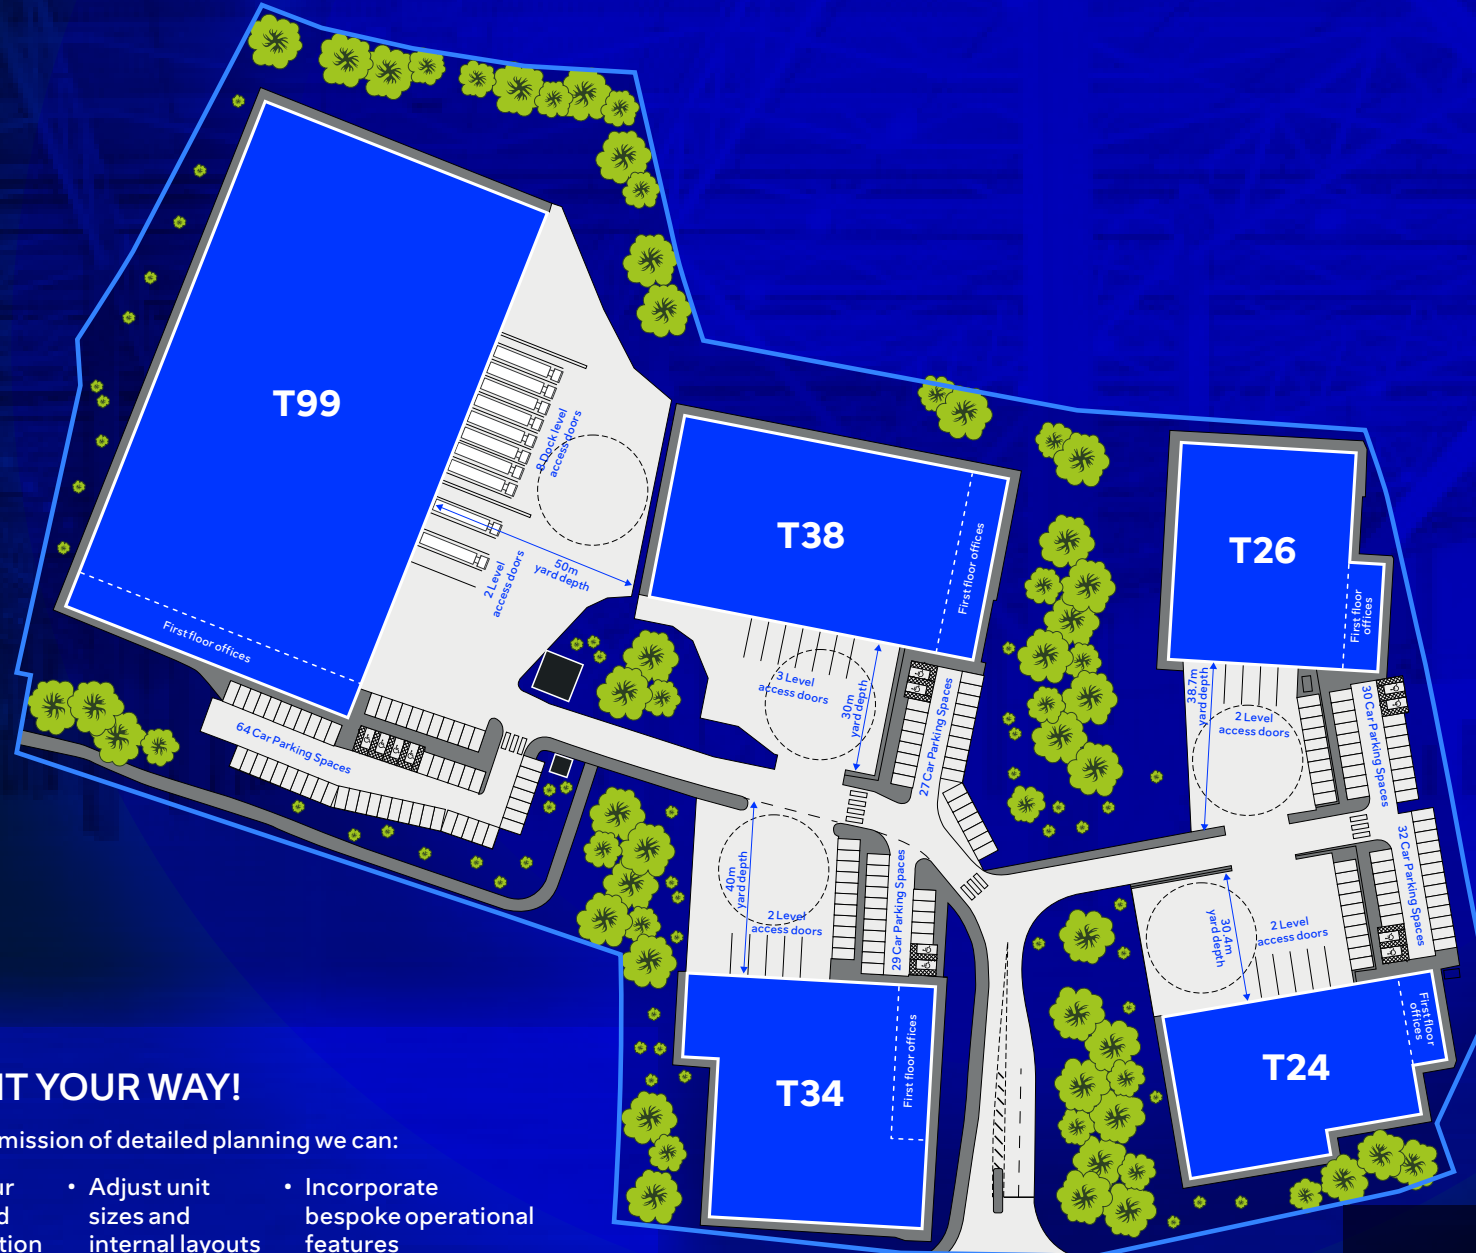 T99
8 Dock level
access doors
2 Level
access doors
50m
yard depth
First floor offices
64 Car Parking Spaces
T38
First floor offices
3 Level
access doors
30m
yard depth
27 Car Parking Spaces
T26
First floor
offices
38.7m
yard depth
2 Level
access doors
30 Car Parking Spaces
32 Car Parking Spaces
40m
yard depth
2 Level
access doors
29 Car Parking Spaces
30.4m
yard depth
2 Level
access doors
T34
First floor offices
T24
First floor
offices
IT YOUR WAY!
mission of detailed planning we can:
ur
d
tion
• Adjust unit
sizes and
internal layouts
• Incorporate
bespoke operational
features